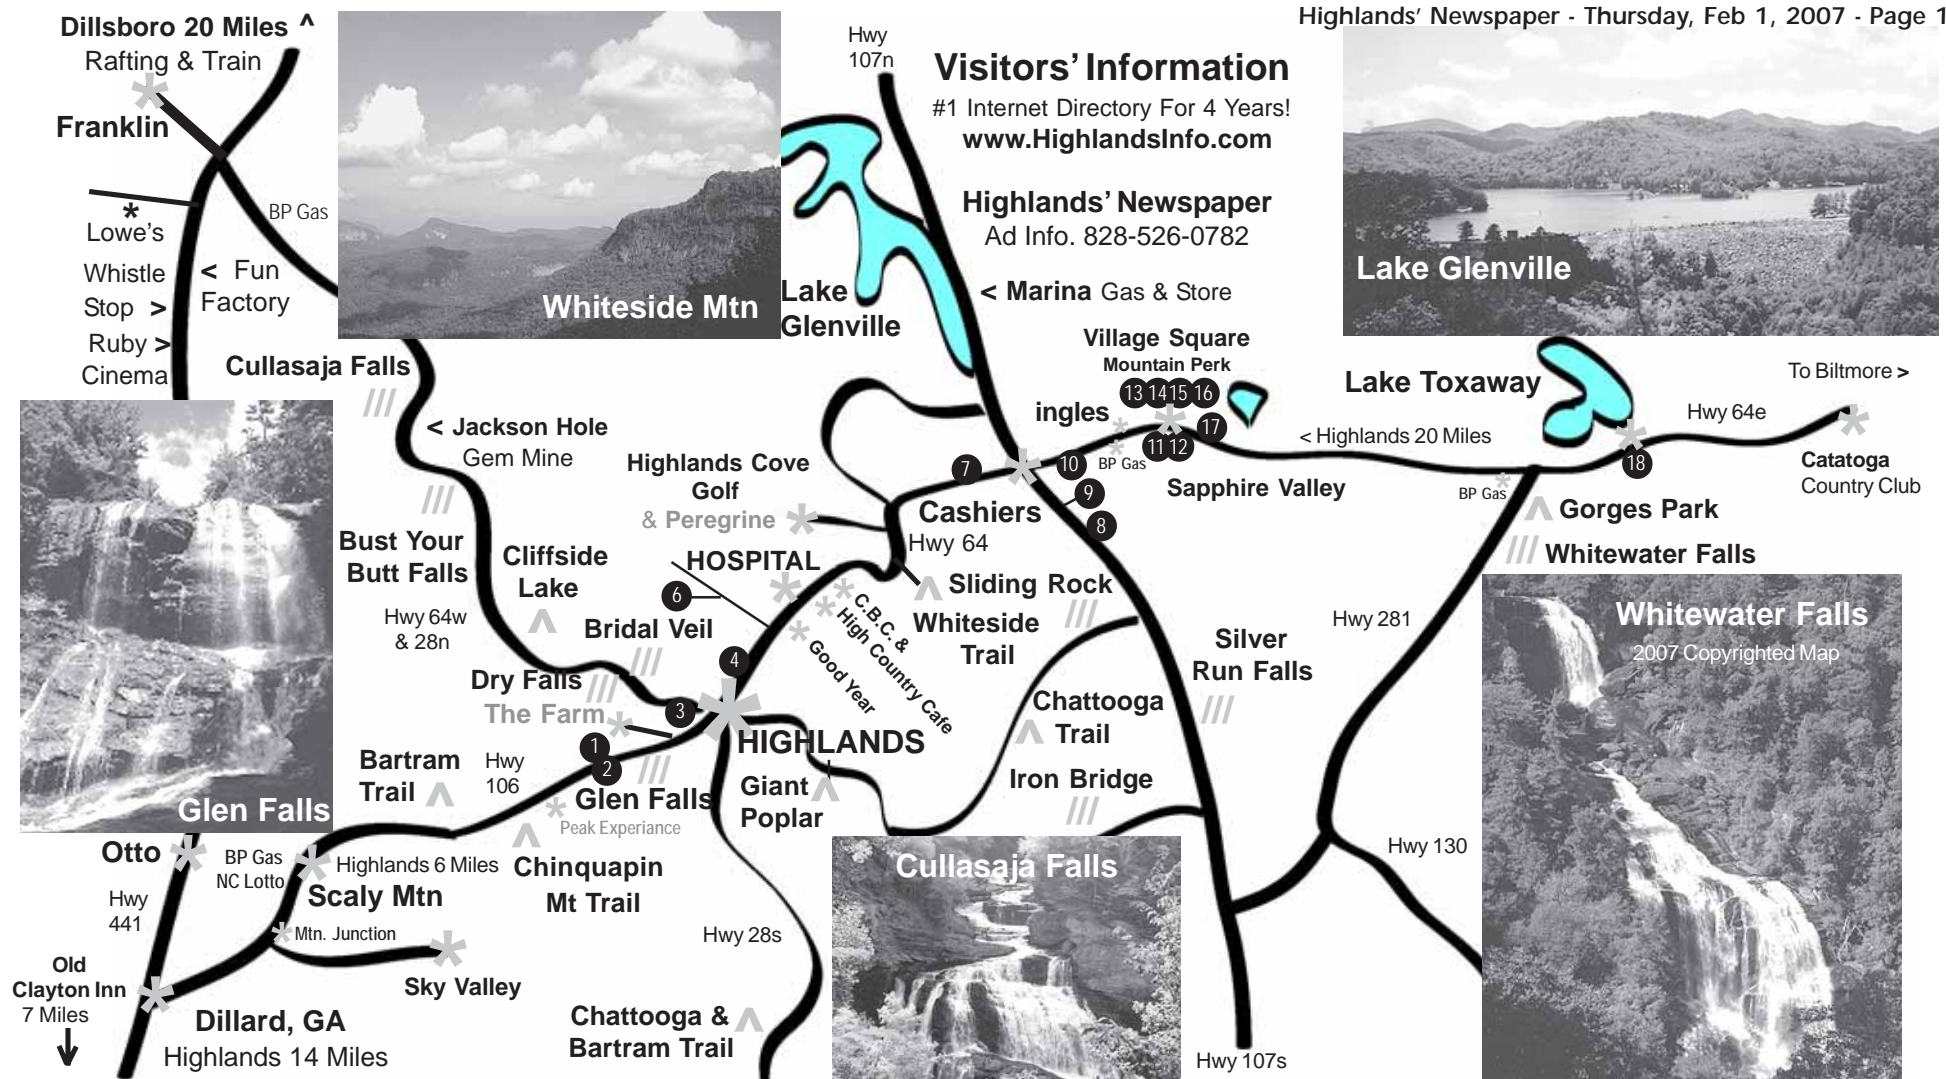 Highlands' Newspaper - Thursday, Feb 1, 2007 - Page 1
Dillsboro 20 Miles ^
Rafting & Train
Franklin
BP Gas
*
Lowe's
Whistle
Stop >
Ruby >
Cinema
< Fun
Factory
Whiteside Mtn
Hwy
107n
Visitors' Information
#1 Internet Directory For 4 Years!
www.HighlandsInfo.com
Highlands' Newspaper
Ad Info. 828-526-0782
Lake
Glenville
< Marina Gas & Store
Lake Glenville
Village Square
Mountain Perk
13 14 15 16
ingles
17
11 12
BP Gas
10
7
9
8
Lake Toxaway
To Biltmore >
Hwy 64e
< Highlands 20 Miles
18
Catatoga
Country Club
Sapphire Valley
BP Gas
^ Gorges Park
/// Whitewater Falls
Cullasaja Falls
///
< Jackson Hole
Gem Mine
///
Highlands Cove
Golf
& Peregrine
Cashiers
Hwy 64
Bust Your
Butt Falls
Cliffside
Lake
^
HOSPITAL
6
^ Sliding Rock
///
Whiteside
Trail
C.B.C. &
High Country Cafe
Good Year
Hwy 64w
& 28n
Bridal Veil
///
4
Dry Falls
///
The Farm
3
HIGHLANDS
1
2
///
Glen Falls
Peak Experiance
Bartram
Trail ^
Hwy
106
^
Chinquapin
Mt Trail
Giant
Poplar
^
Chattooga
^ Trail
Iron Bridge
///
Silver
Run Falls
///
Hwy 281
Hwy 130
Whitewater Falls
2007 Copyrighted Map
Glen Falls
Otto
BP Gas
NC Lotto
Highlands 6 Miles
Scaly Mtn
Hwy
441
Mtn. Junction
Sky Valley
Old
Clayton Inn
7 Miles
Dillard, GA
Highlands 14 Miles
Hwy 28s
Chattooga & ^
Bartram Trail
Cullasaja Falls
Hwy 107s